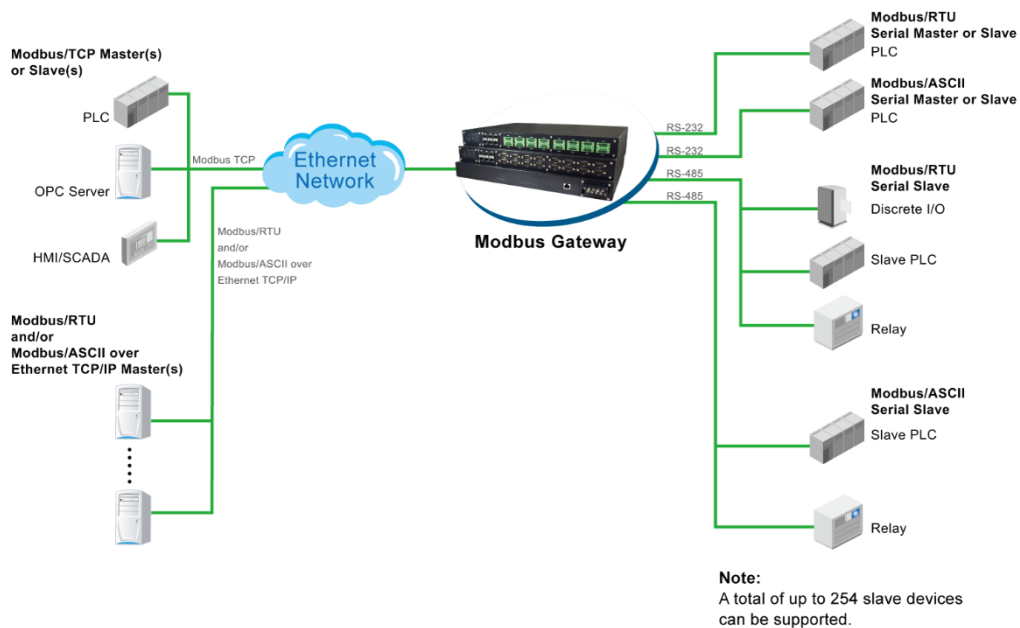 Modbus/TCP Master(s)
or Slave(s)
PLC
OPC Server
HMI/SCADA
Modbus TCP
Ethernet
Network
Modbus/RTU
and/or
Modbus/ASCII over
Ethernet TCP/IP
Modbus/RTU
and/or
Modbus/ASCII over
Ethernet TCP/IP Master(s)
Modbus Gateway
RS-232
RS-232
RS-485
RS-485
Modbus/RTU
Serial Master or Slave
PLC
Modbus/ASCII
Serial Master or Slave
PLC
Modbus/RTU
Serial Slave
Discrete I/O
Slave PLC
Relay
Modbus/ASCII
Serial Slave
Slave PLC
Relay
Note:
A total of up to 254 slave devices
can be supported.